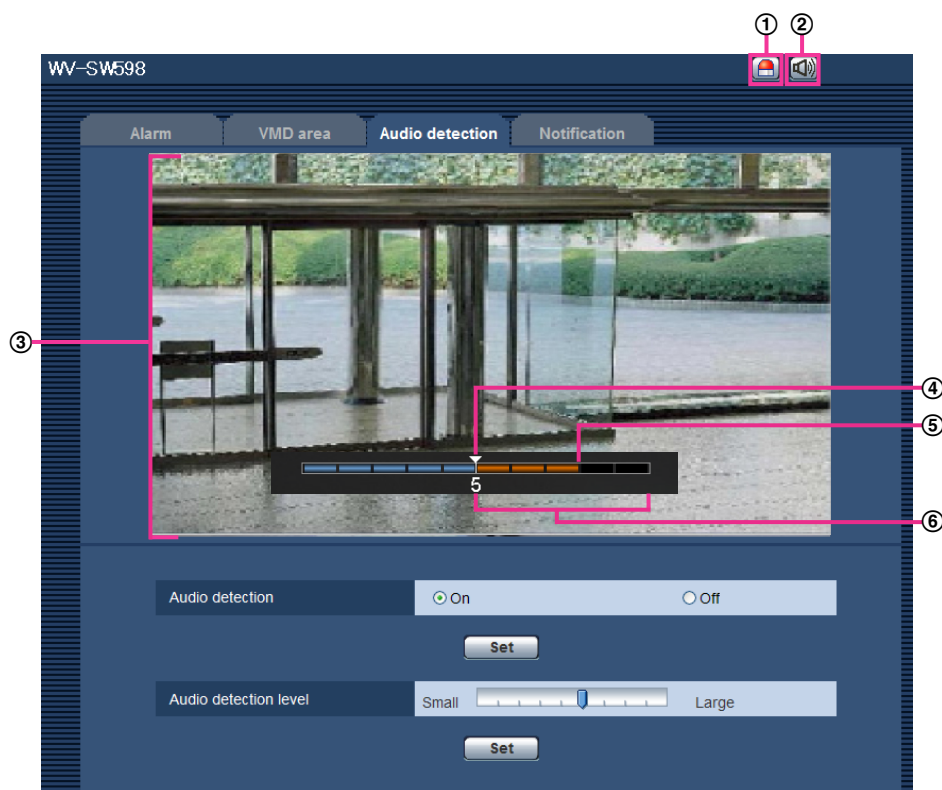 ① ②
WV-SW598
Alarm VMD area Audio detection Notification
③
④
⑤
5
⑥
Audio detection On Off
Set
Audio detection level Small Large
Set